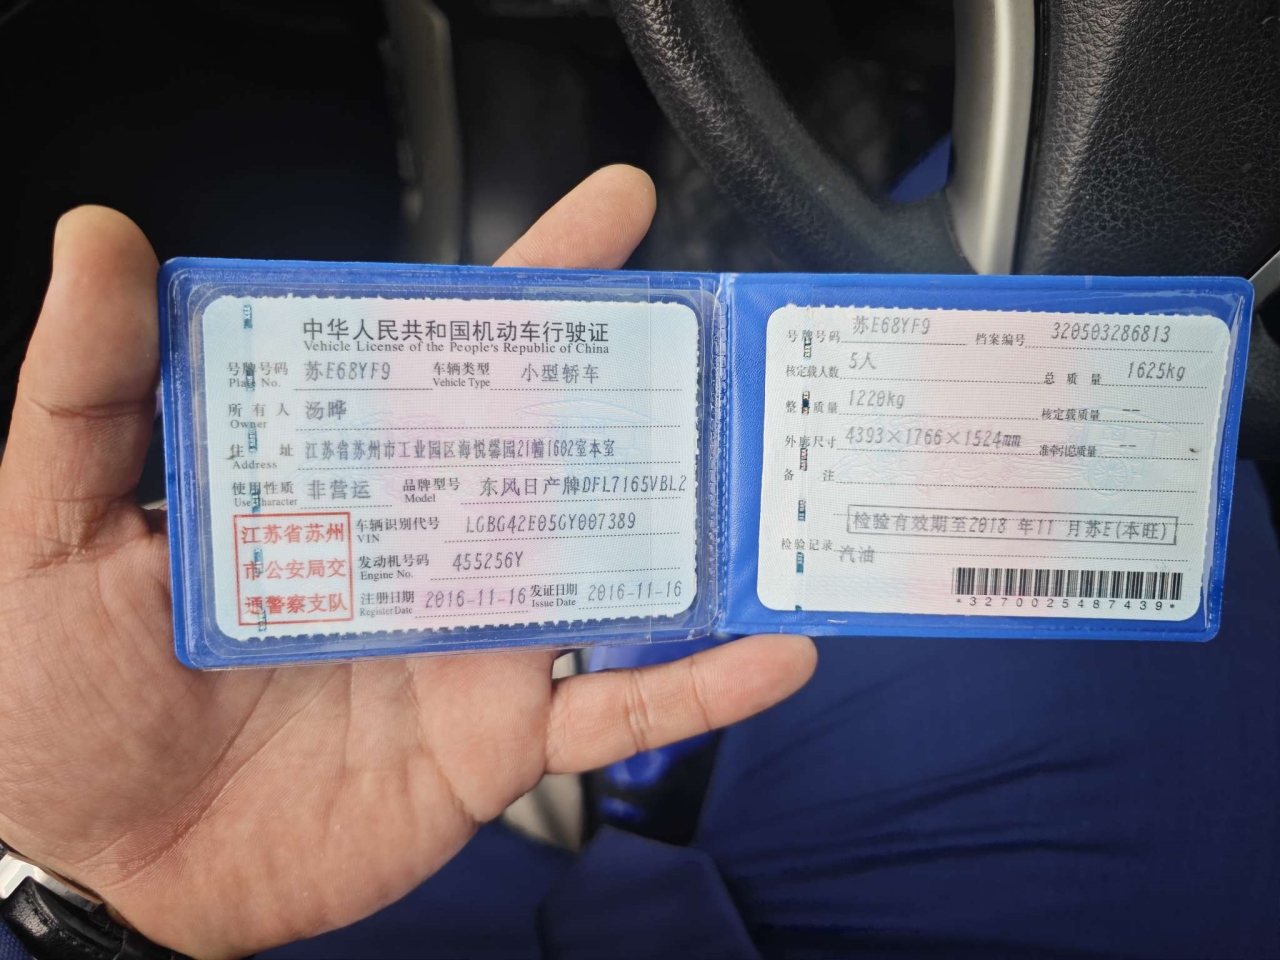 中华人民共和国机动车行驶证
Vehicle License of the People's Republic of China
号牌号码 苏E68YF9 车辆类型 小型轿车
Plate No. Vehicle Type
所有人 汤晔
Owner
住址 江苏省苏州市工业园区海悦馨园21幢1602室本室
Address
使用性质 非营运 品牌型号 东风日产牌DFL7165VBL2
Use Character Model
江苏省苏州
市公安局交
通警察支队
车辆识别代号 LGBG42E05GY007389
VIN
发动机号码 455256Y
Engine No.
注册日期 2016-11-16 发证日期 2016-11-16
Register Date Issue Date
号牌号码 苏E68YF9 档案编号 320503286813
核定载人数 5人 总质量 1625kg
整备质量 1220kg 核定载质量 --
外廓尺寸 4393×1766×1524mm 准牵引总质量 --
备注
检验有效期至2018年11月苏E(本旺)
检验记录 汽油
*3270025487439*